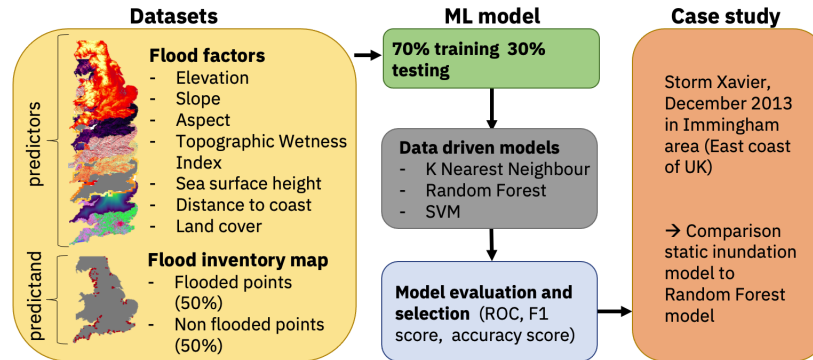 Datasets
Flood factors
- Elevation
- Slope
- Aspect
- Topographic Wetness
Index
- Sea surface height
- Distance to coast
- Land cover
predictors
Flood inventory map
- Flooded points
(50%)
- Non flooded points
(50%)
predictand
ML model
70% training 30%
testing
Data driven models
- K Nearest Neighbour
- Random Forest
- SVM
Model evaluation and
selection (ROC, F1
score, accuracy score)
Case study
Storm Xavier,
December 2013
in Immingham
area (East coast
of UK)
→ Comparison
static inundation
model to
Random Forest
model